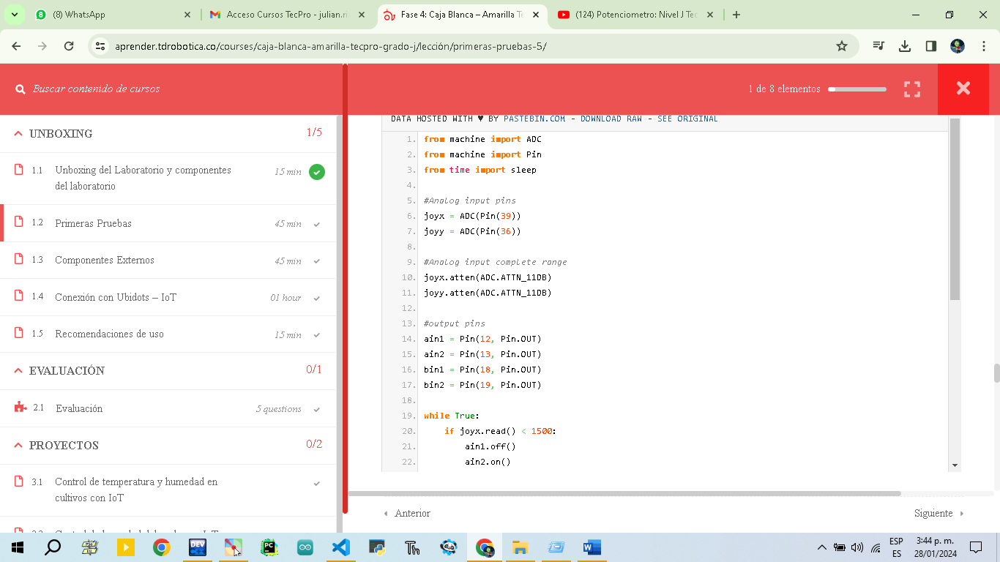 (8) WhatsApp
Acceso Cursos TecPro - julian.ri
Fase 4: Caja Blanca – Amarilla Te
(124) Potenciometro: Nivel J Tec
aprender.tdrobotica.co/courses/caja-blanca-amarilla-tecpro-grado-j/lección/primeras-pruebas-5/
Buscar contenido de cursos
1 de 8 elementos
UNBOXING 1/5
1.1 Unboxing del Laboratorio y componentes del laboratorio 15 min
1.2 Primeras Pruebas 45 min
1.3 Componentes Externos 45 min
1.4 Conexión con Ubidots – IoT 01 hour
1.5 Recomendaciones de uso 15 min
EVALUACIÓN 0/1
2.1 Evaluación 5 questions
PROYECTOS 0/2
3.1 Control de temperatura y humedad en cultivos con IoT
DATA HOSTED WITH ♥ BY PASTEBIN.COM - DOWNLOAD RAW - SEE ORIGINAL
1. from machine import ADC
2. from machine import Pin
3. from time import sleep
4.
5. #Analog input pins
6. joyx = ADC(Pin(39))
7. joyy = ADC(Pin(36))
8.
9. #Analog input complete range
10. joyx.atten(ADC.ATTN_11DB)
11. joyy.atten(ADC.ATTN_11DB)
12.
13. #output pins
14. ain1 = Pin(12, Pin.OUT)
15. ain2 = Pin(13, Pin.OUT)
16. bin1 = Pin(18, Pin.OUT)
17. bin2 = Pin(19, Pin.OUT)
18.
19. while True:
20.     if joyx.read() < 1500:
21.         ain1.off()
22.         ain2.on()
Anterior
Siguiente
ESP
ES
3:44 p. m.
28/01/2024